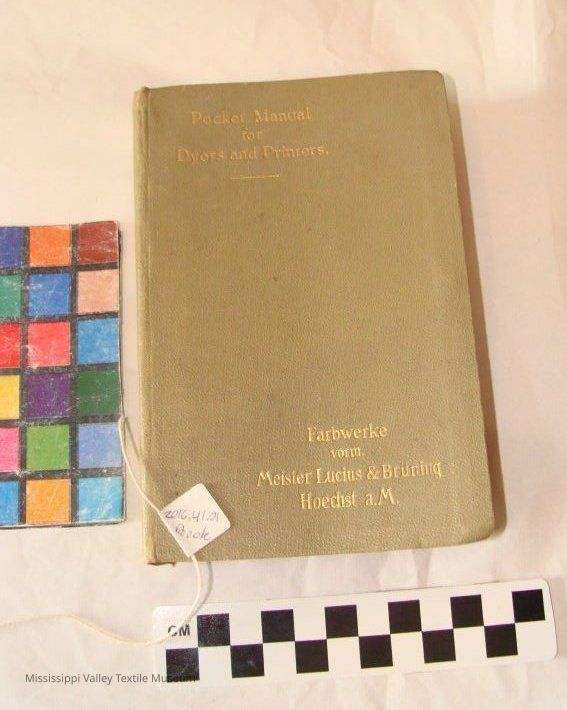 Pocket Manual
for
Dyers and Printers.
Farbwerke
vorm.
Meister Lucius & Brüning
Hoechst a.M.
2016.41.01
Book
CM
Mississippi Valley Textile Museum